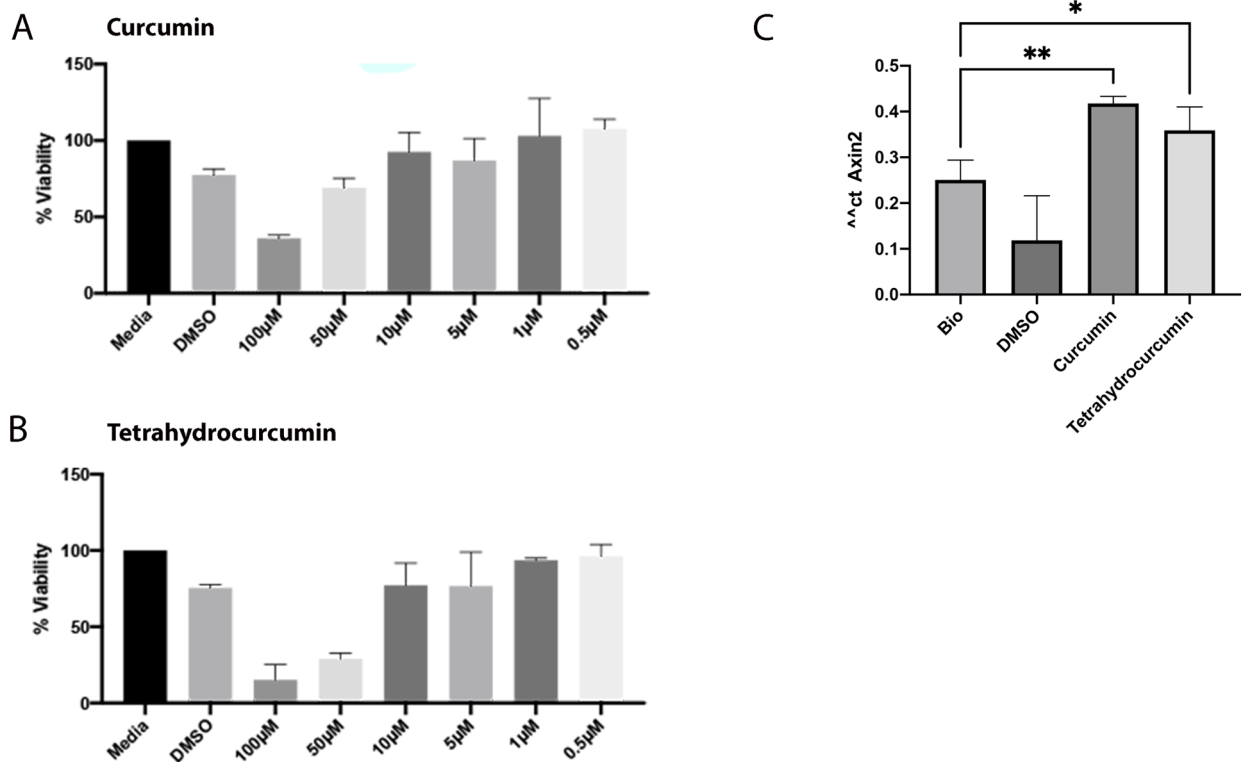 A
Curcumin
150
100
50
0
% Viability
Media
DMSO
100μM
50μM
10μM
5μM
1μM
0.5μM
B
Tetrahydrocurcumin
150
100
50
0
% Viability
Media
DMSO
100μM
50μM
10μM
5μM
1μM
0.5μM
C
*
**
0.5
0.4
0.3
0.2
0.1
0.0
^^ct Axin2
Bio
DMSO
Curcumin
Tetrahydrocurcumin